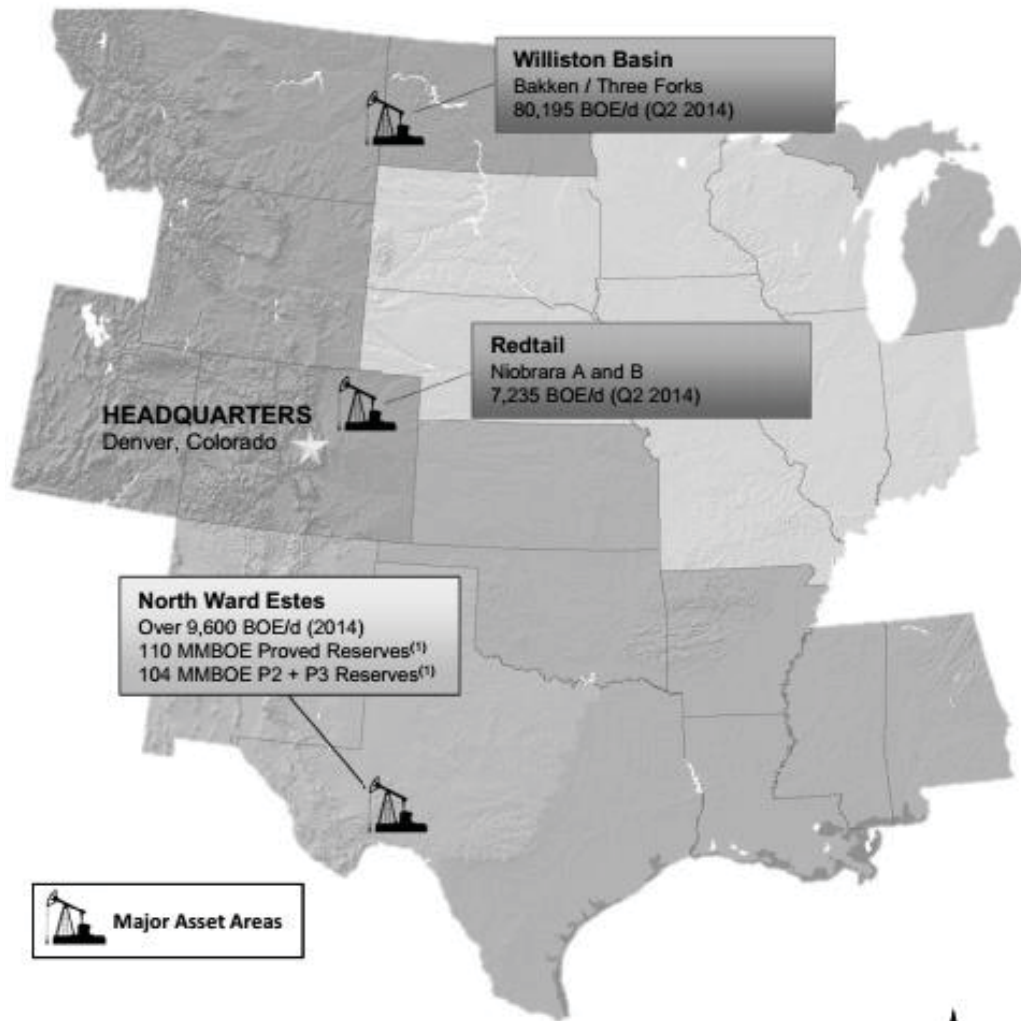 Williston Basin
Bakken / Three Forks
80,195 BOE/d (Q2 2014)
Redtail
Niobrara A and B
7,235 BOE/d (Q2 2014)
HEADQUARTERS
Denver, Colorado
North Ward Estes
Over 9,600 BOE/d (2014)
110 MMBOE Proved Reserves(1)
104 MMBOE P2 + P3 Reserves(1)
Major Asset Areas